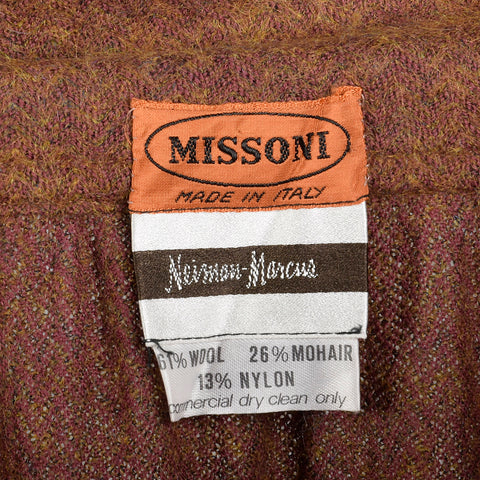 MISSONI
MADE IN ITALY
Neiman-Marcus
61% WOOL 26% MOHAIR
13% NYLON
commercial dry clean only